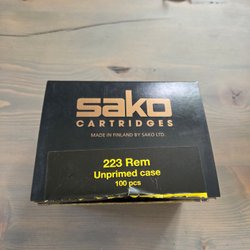 sako
CARTRIDGES
MADE IN FINLAND BY SAKO LTD.
223 Rem
Unprimed case
100 pcs